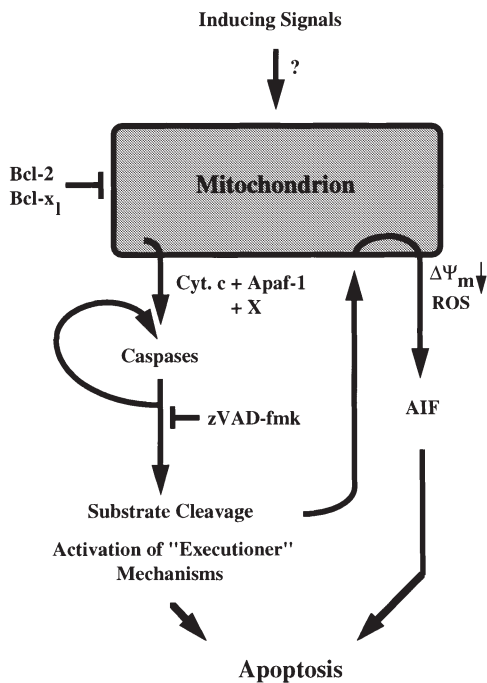 Inducing Signals
?
Bcl-2
Bcl-xl
Mitochondrion
Cyt. c + Apaf-1
+ X
ΔΨm↓
ROS
Caspases
zVAD-fmk
AIF
Substrate Cleavage
Activation of "Executioner"
Mechanisms
Apoptosis